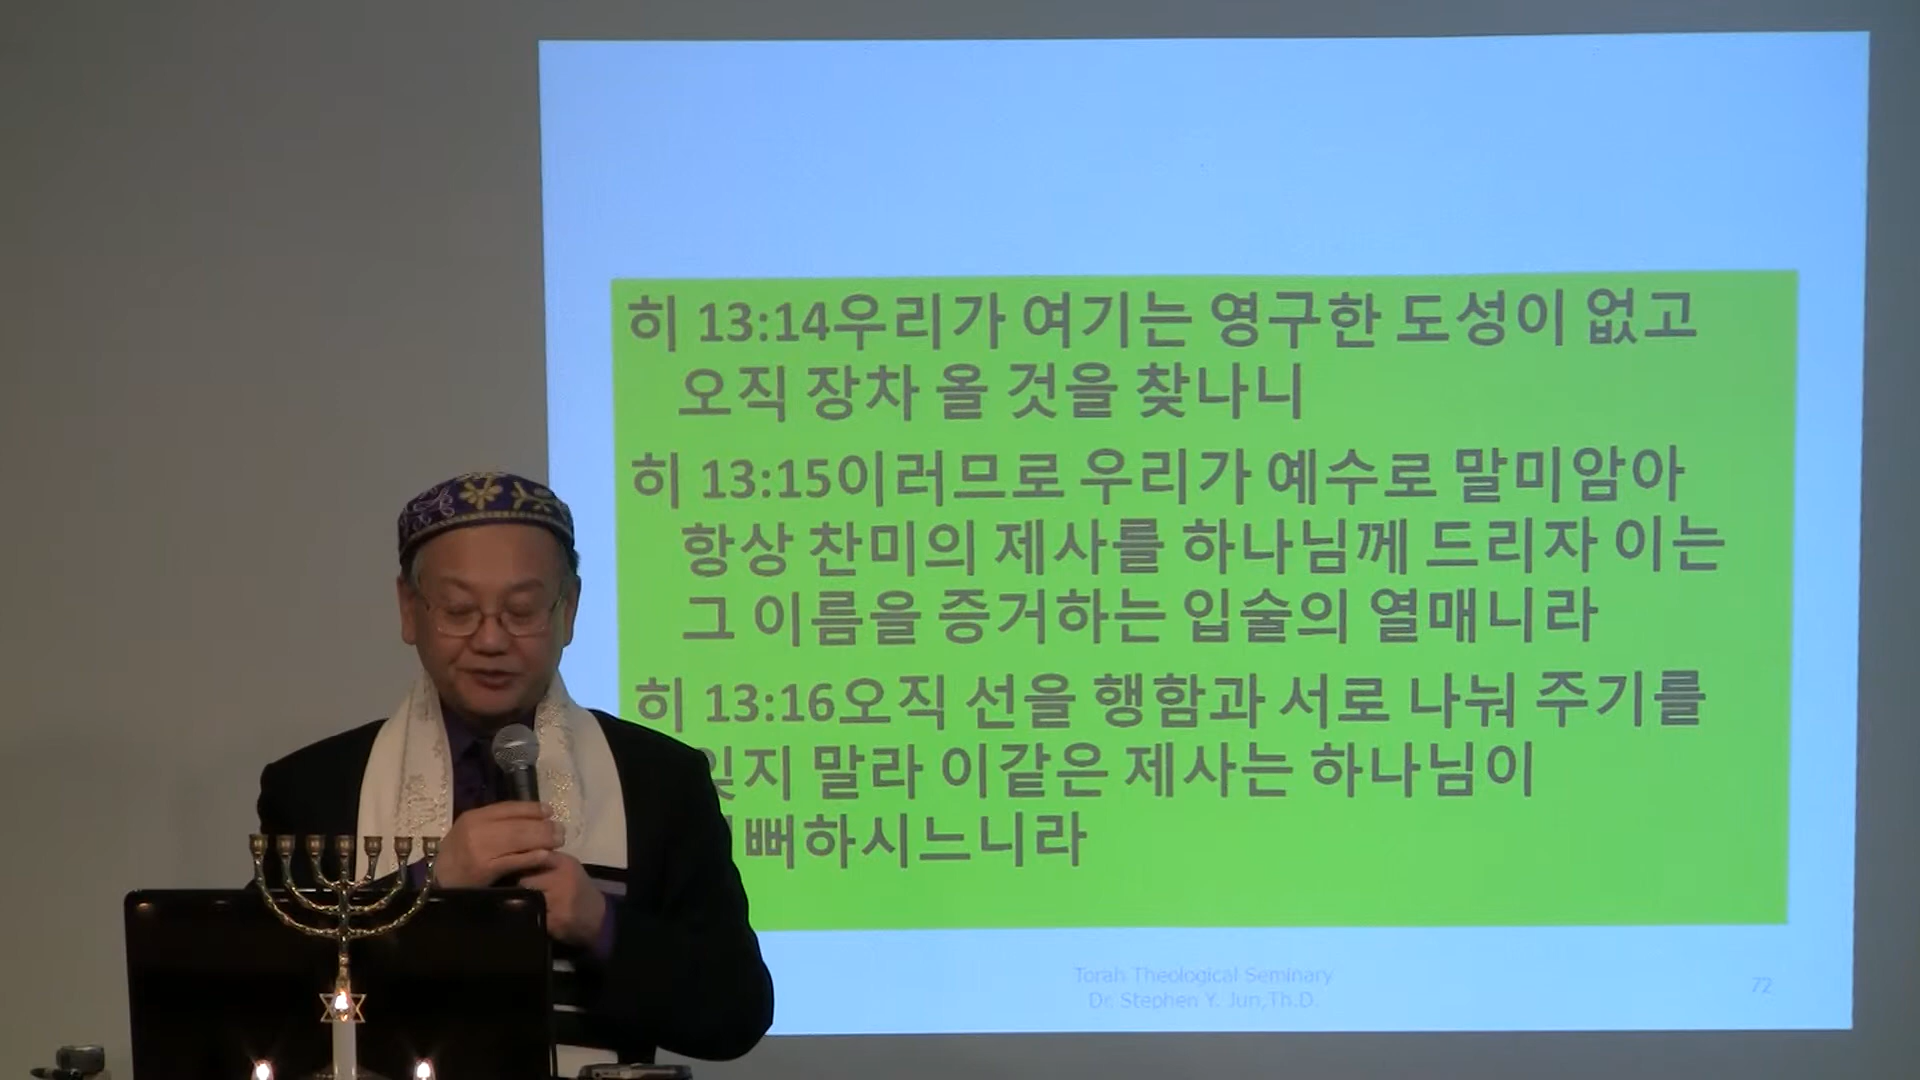 히 13:14우리가 여기는 영구한 도성이 없고
오직 장차 올 것을 찾나니
히 13:15이러므로 우리가 예수로 말미암아
항상 찬미의 제사를 하나님께 드리자 이는
그 이름을 증거하는 입술의 열매니라
히 13:16오직 선을 행함과 서로 나눠 주기를
잊지 말라 이같은 제사는 하나님이
뻐하시느니라
Torah Theological Seminary
Dr. Stephen Y. Jun,Th.D.
72